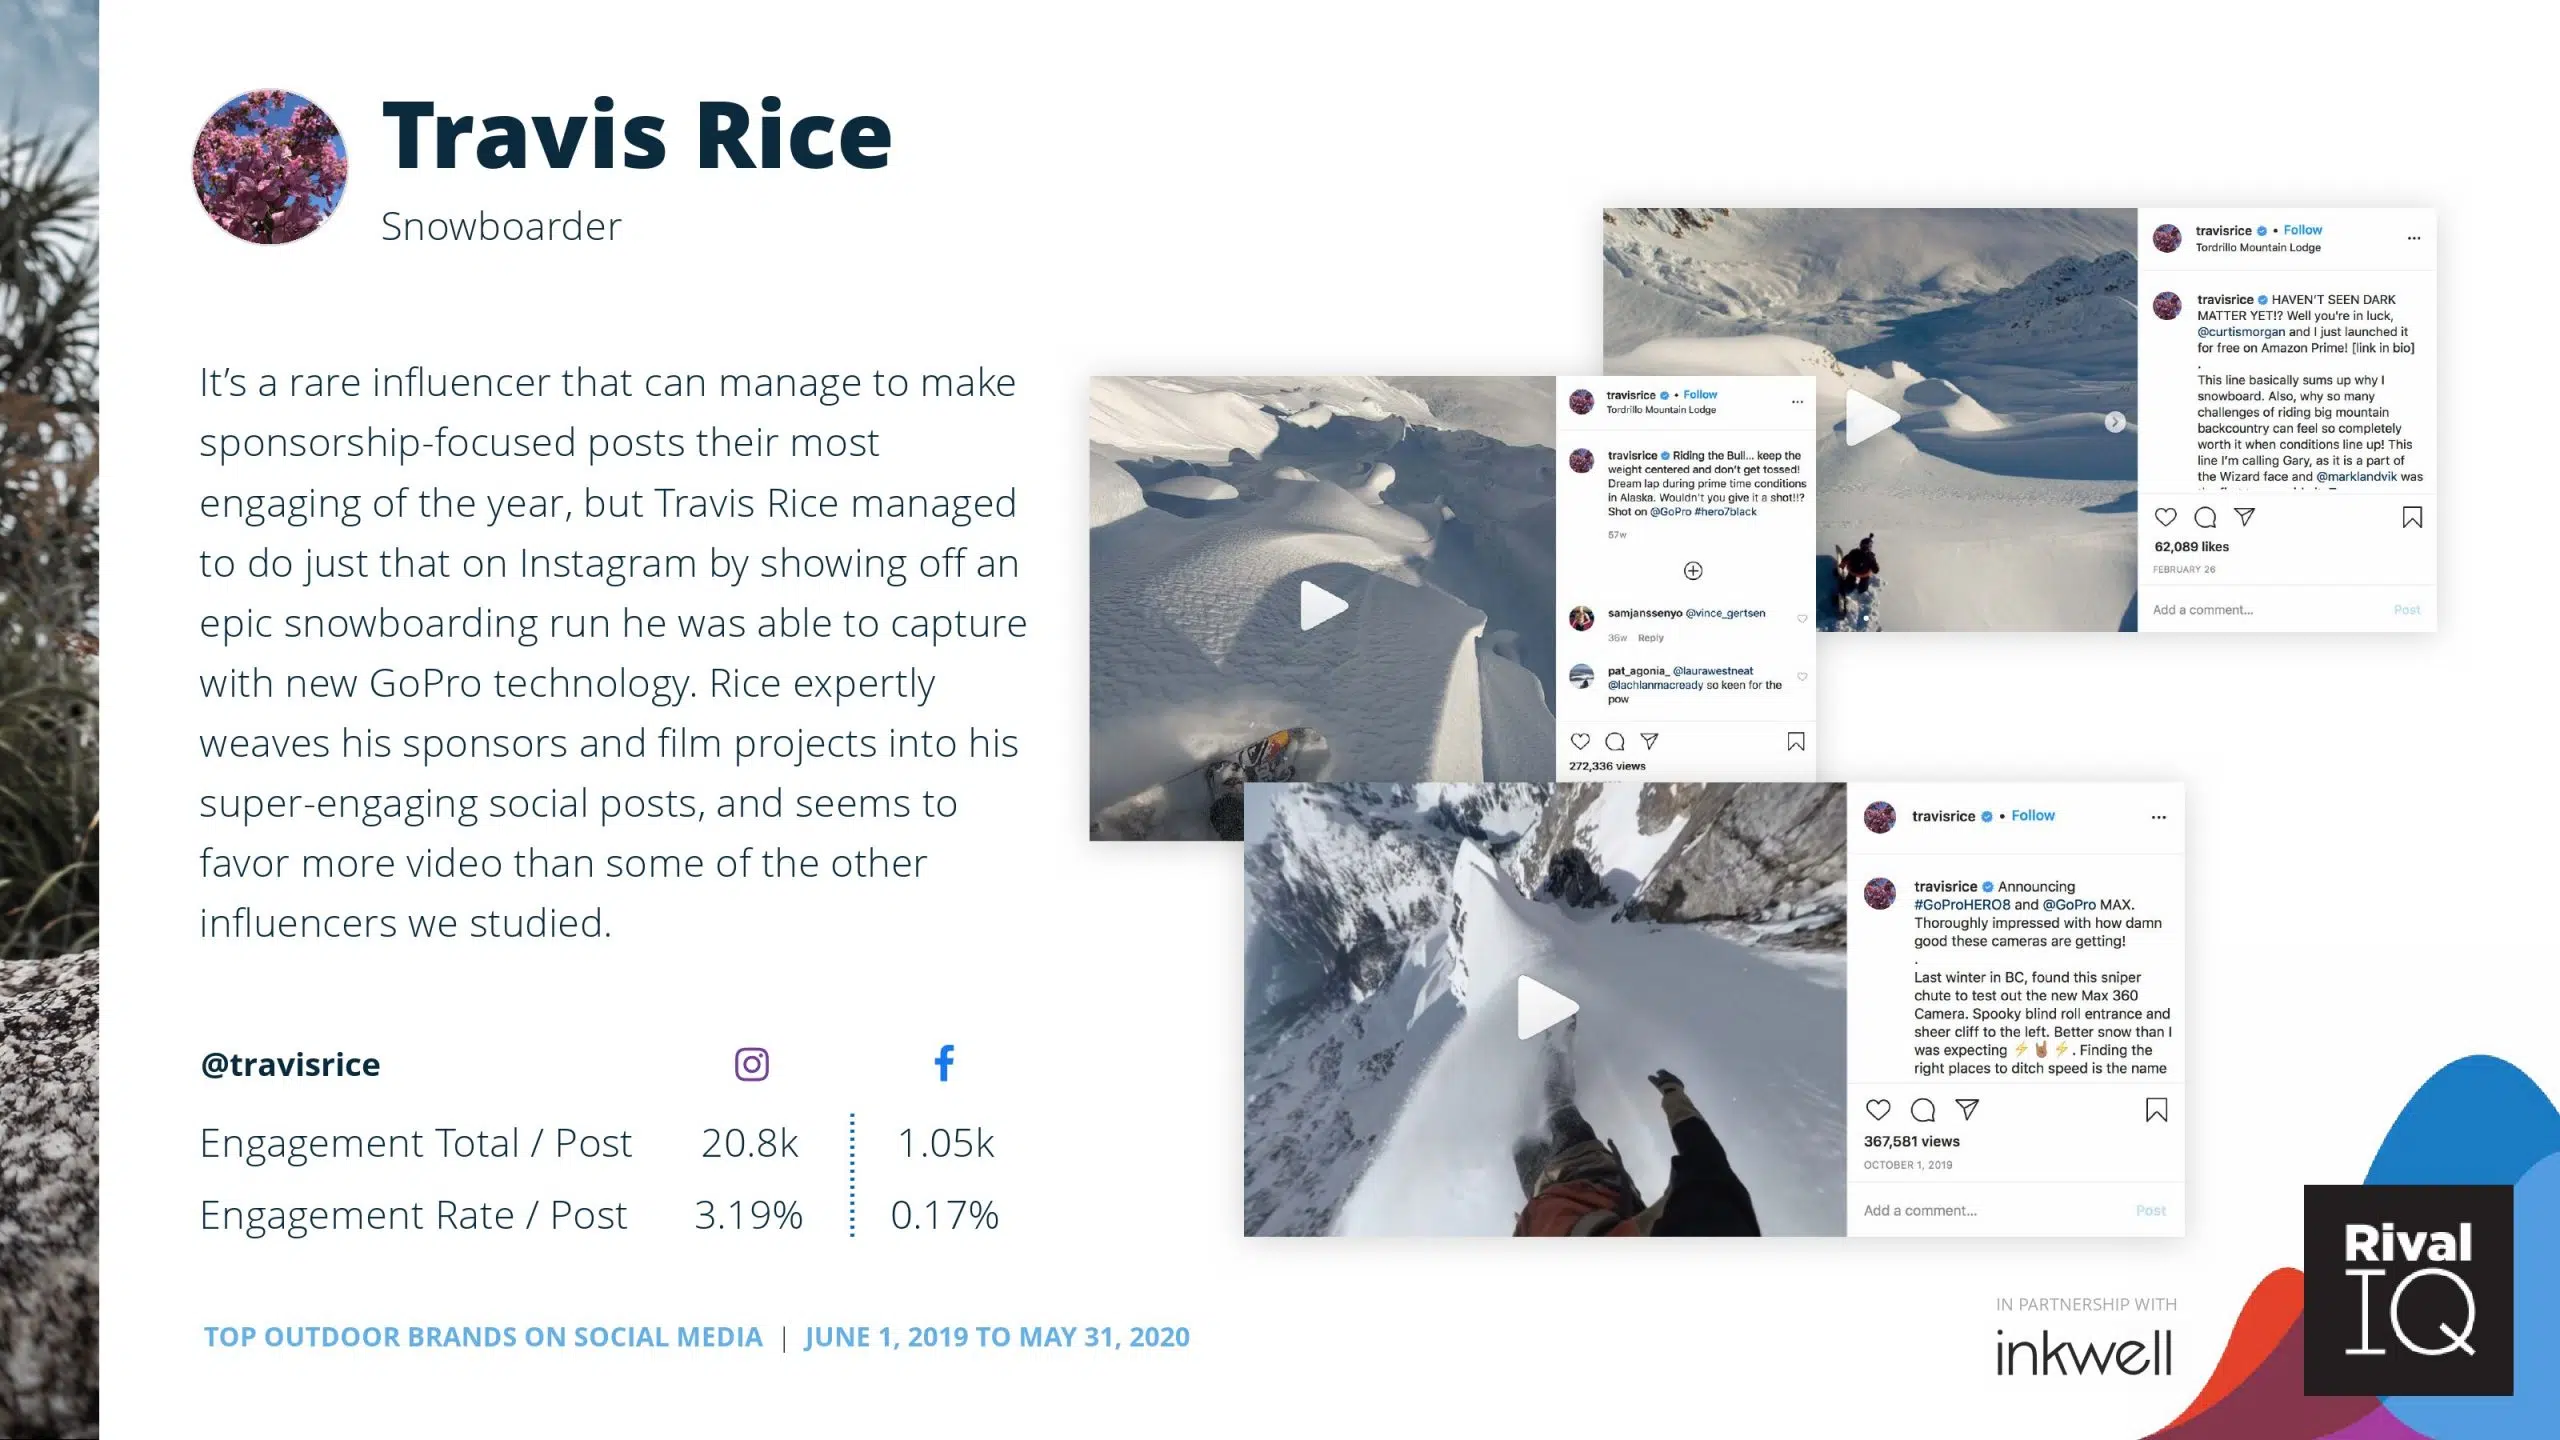 Travis Rice
Snowboarder
It's a rare influencer that can manage to make
sponsorship-focused posts their most
engaging of the year, but Travis Rice managed
to do just that on Instagram by showing off an
epic snowboarding run he was able to capture
with new GoPro technology. Rice expertly
weaves his sponsors and film projects into his
super-engaging social posts, and seems to
favor more video than some of the other
influencers we studied.
@travisrice
Engagement Total / Post 20.8k 1.05k
Engagement Rate / Post 3.19% 0.17%
TOP OUTDOOR BRANDS ON SOCIAL MEDIA | JUNE 1, 2019 TO MAY 31, 2020
travisrice • Follow
Tordrillo Mountain Lodge
travisrice HAVEN'T SEEN DARK
MATTER YET!? Well you're in luck,
@curtismorgan and I just launched it
for free on Amazon Prime! [link in bio]
.
This line basically sums up why I
snowboard. Also, why so many
challenges of riding big mountain
backcountry can feel so completely
worth it when conditions line up! This
line I'm calling Gary, as it is a part of
the Wizard face and @marklandvik was
62,089 likes
FEBRUARY 26
Add a comment... Post
travisrice • Follow
Tordrillo Mountain Lodge
travisrice Riding the Bull... keep the
weight centered and don't get tossed!
Dream lap during prime time conditions
in Alaska. Wouldn't you give it a shot!!?
Shot on @GoPro #hero7black
57w
samjanssenyo @vince_gertsen
36w Reply
pat_agonia_ @laurawestneat
@lachlanmacready so keen for the
pow
272,336 views
travisrice • Follow
travisrice Announcing
#GoProHERO8 and @GoPro MAX.
Thoroughly impressed with how damn
good these cameras are getting!
.
Last winter in BC, found this sniper
chute to test out the new Max 360
Camera. Spooky blind roll entrance and
sheer cliff to the left. Better snow than I
was expecting ⚡🤘🏽⚡. Finding the
right places to ditch speed is the name
367,581 views
OCTOBER 1, 2019
Add a comment... Post
IN PARTNERSHIP WITH
inkwell
Rival
IQ